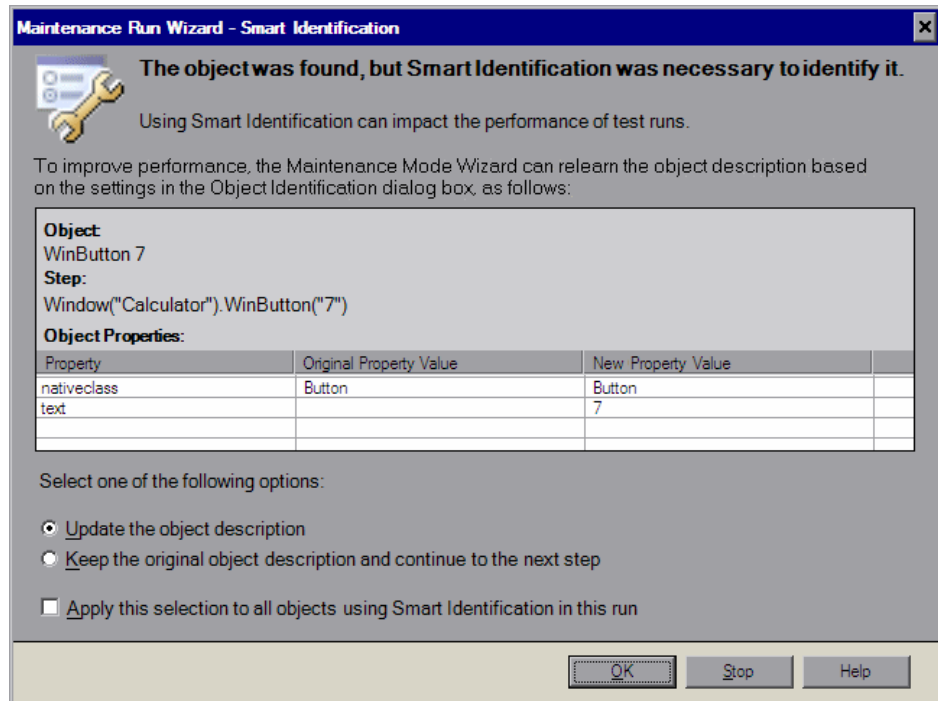 Maintenance Run Wizard - Smart Identification
The object was found, but Smart Identification was necessary to identify it.
Using Smart Identification can impact the performance of test runs.
To improve performance, the Maintenance Mode Wizard can relearn the object description based
on the settings in the Object Identification dialog box, as follows:
Object:
WinButton 7
Step:
Window("Calculator").WinButton("7")
Object Properties:
Property Original Property Value New Property Value
nativeclass Button Button
text 7
Select one of the following options:
Update the object description
Keep the original object description and continue to the next step
Apply this selection to all objects using Smart Identification in this run
OK Stop Help